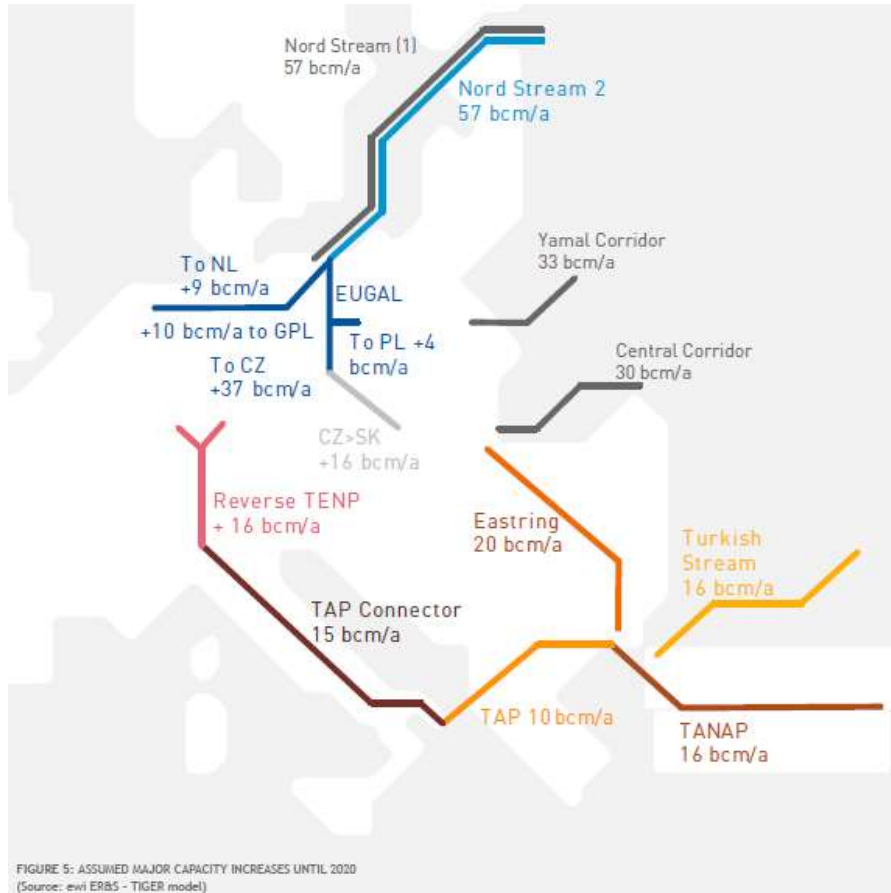 Nord Stream (1)
57 bcm/a
Nord Stream 2
57 bcm/a
Yamal Corridor
33 bcm/a
To NL
+9 bcm/a
EUGAL
+10 bcm/a to GPL
To PL +4
bcm/a
To CZ
+37 bcm/a
Central Corridor
30 bcm/a
CZ>SK
+16 bcm/a
Reverse TENP
+ 16 bcm/a
Eastring
20 bcm/a
Turkish
Stream
16 bcm/a
TAP Connector
15 bcm/a
TAP 10 bcm/a
TANAP
16 bcm/a
FIGURE 5: ASSUMED MAJOR CAPACITY INCREASES UNTIL 2020
(Source: ewi ER&S - TIGER model)